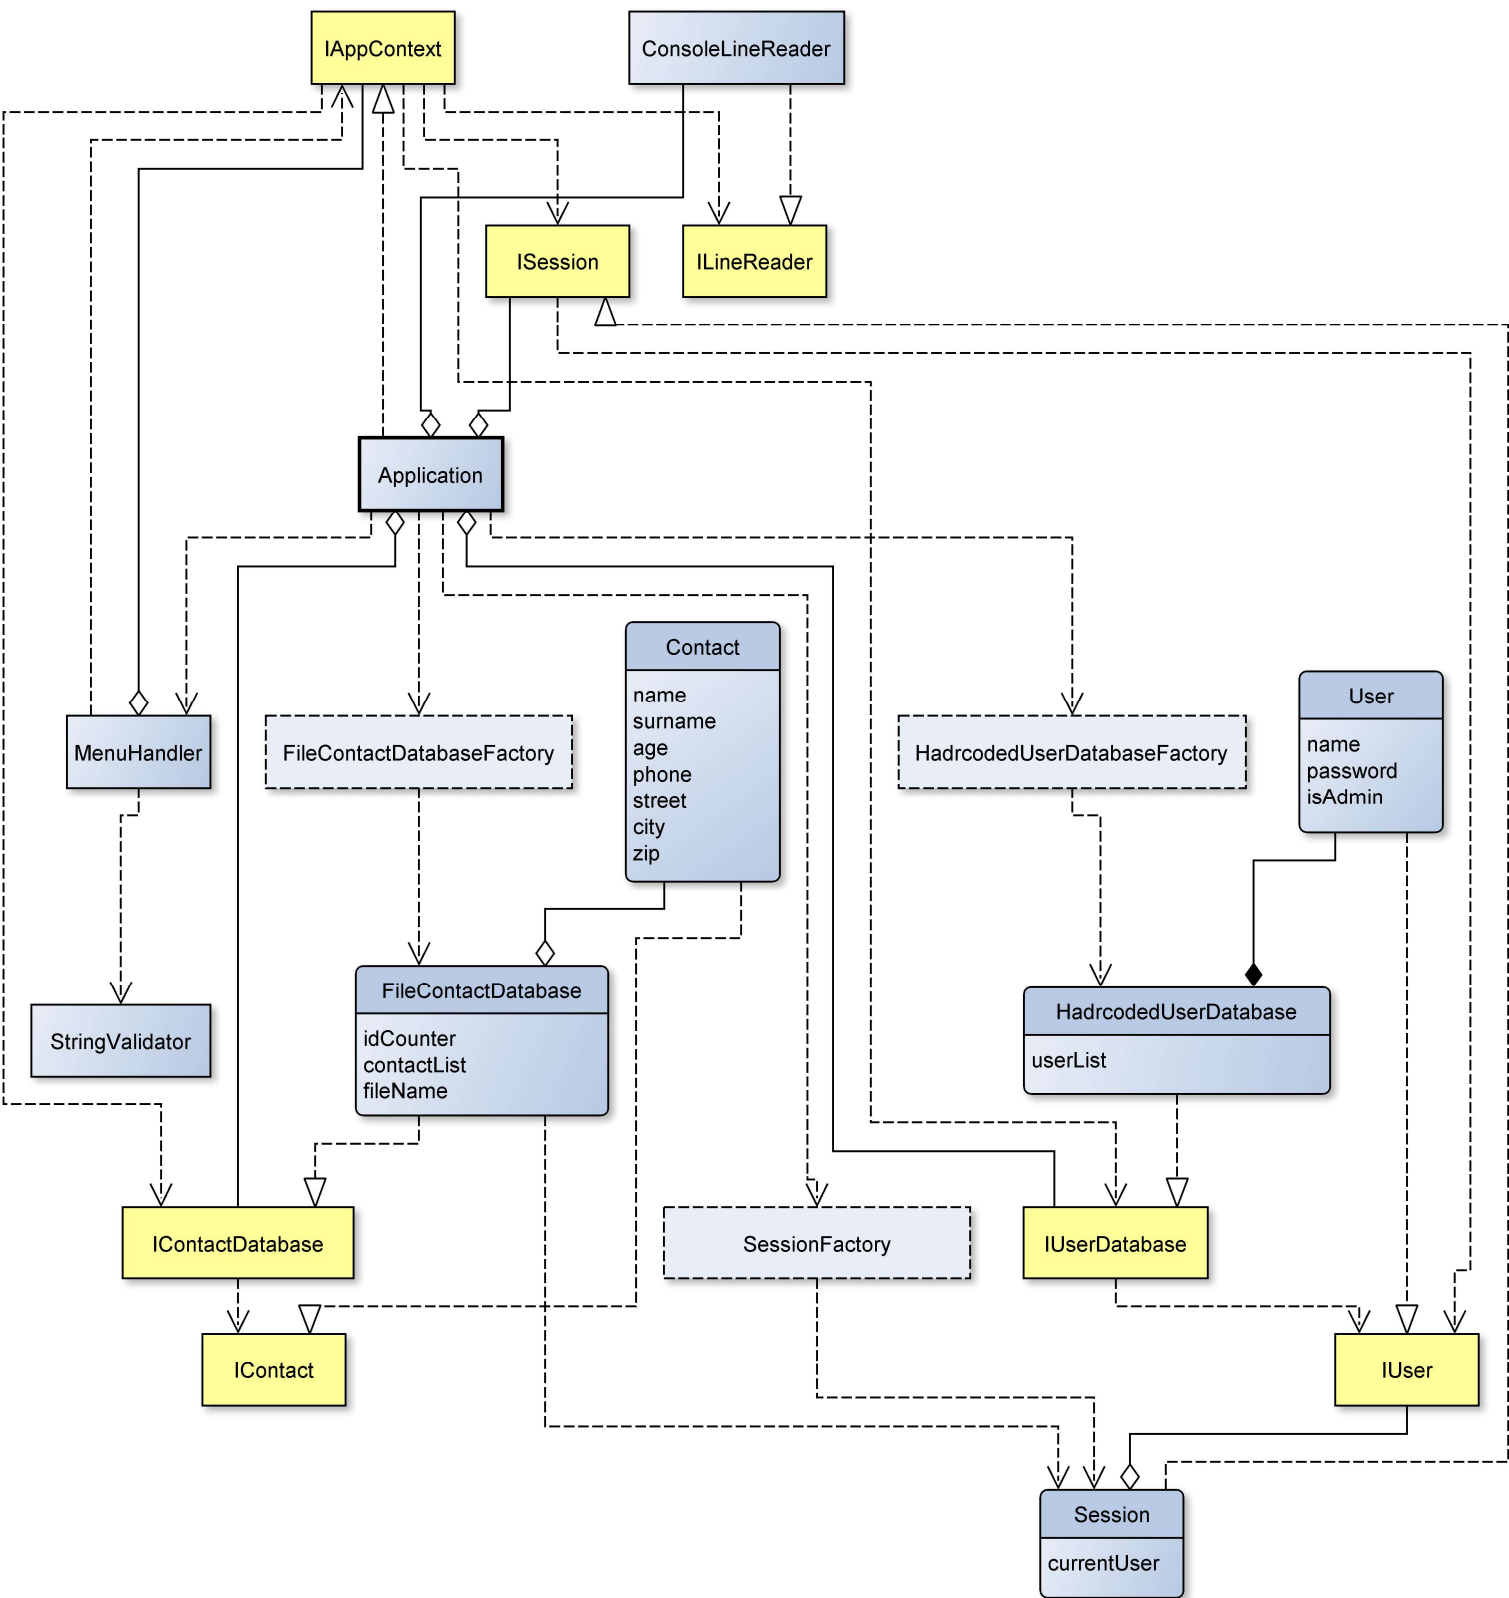 IAppContext
ConsoleLineReader
ISession
ILineReader
Application
Contact
name
surname
age
phone
street
city
zip
User
name
password
isAdmin
MenuHandler
FileContactDatabaseFactory
HadrcodedUserDatabaseFactory
FileContactDatabase
idCounter
contactList
fileName
HadrcodedUserDatabase
userList
StringValidator
IContactDatabase
SessionFactory
IUserDatabase
IContact
IUser
Session
currentUser